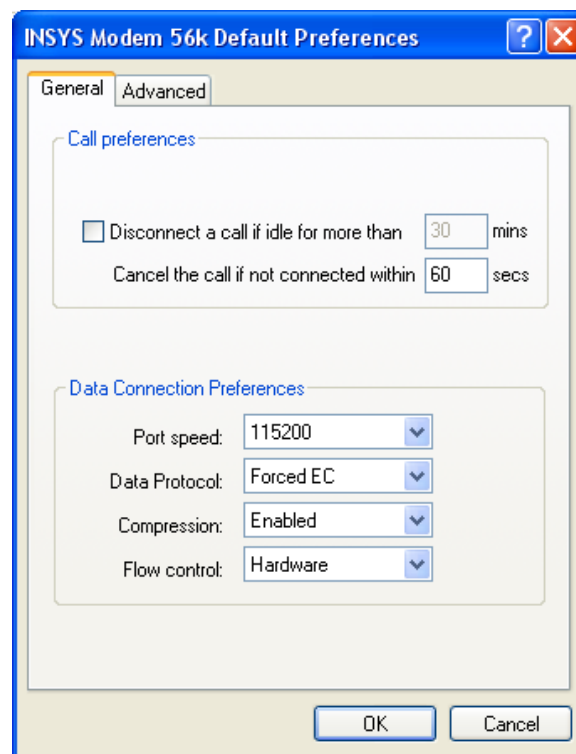 INSYS Modem 56k Default Preferences
General
Advanced
Call preferences
Disconnect a call if idle for more than 30 mins
Cancel the call if not connected within 60 secs
Data Connection Preferences
Port speed: 115200
Data Protocol: Forced EC
Compression: Enabled
Flow control: Hardware
OK
Cancel